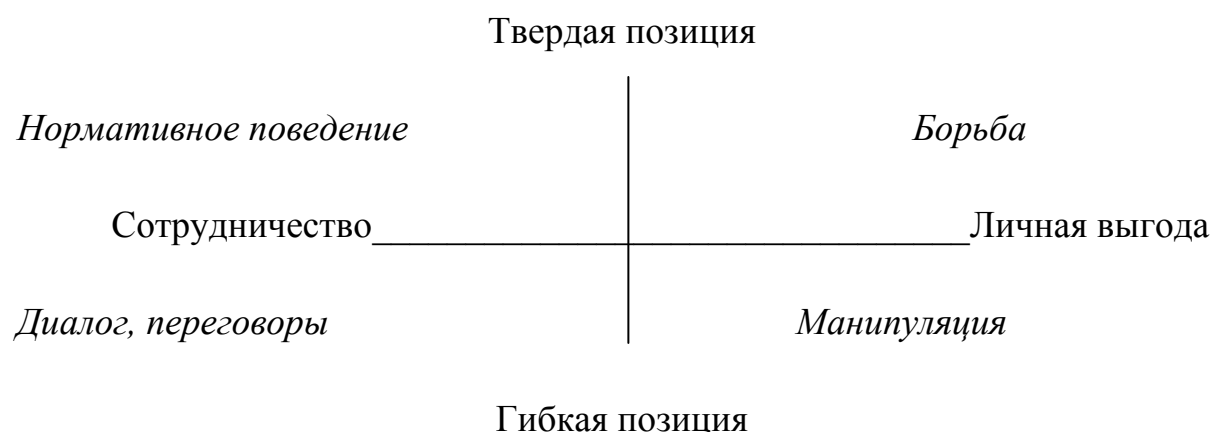 Твердая позиция
Нормативное поведение Борьба
Сотрудничество Личная выгода
Диалог, переговоры Манипуляция
Гибкая позиция